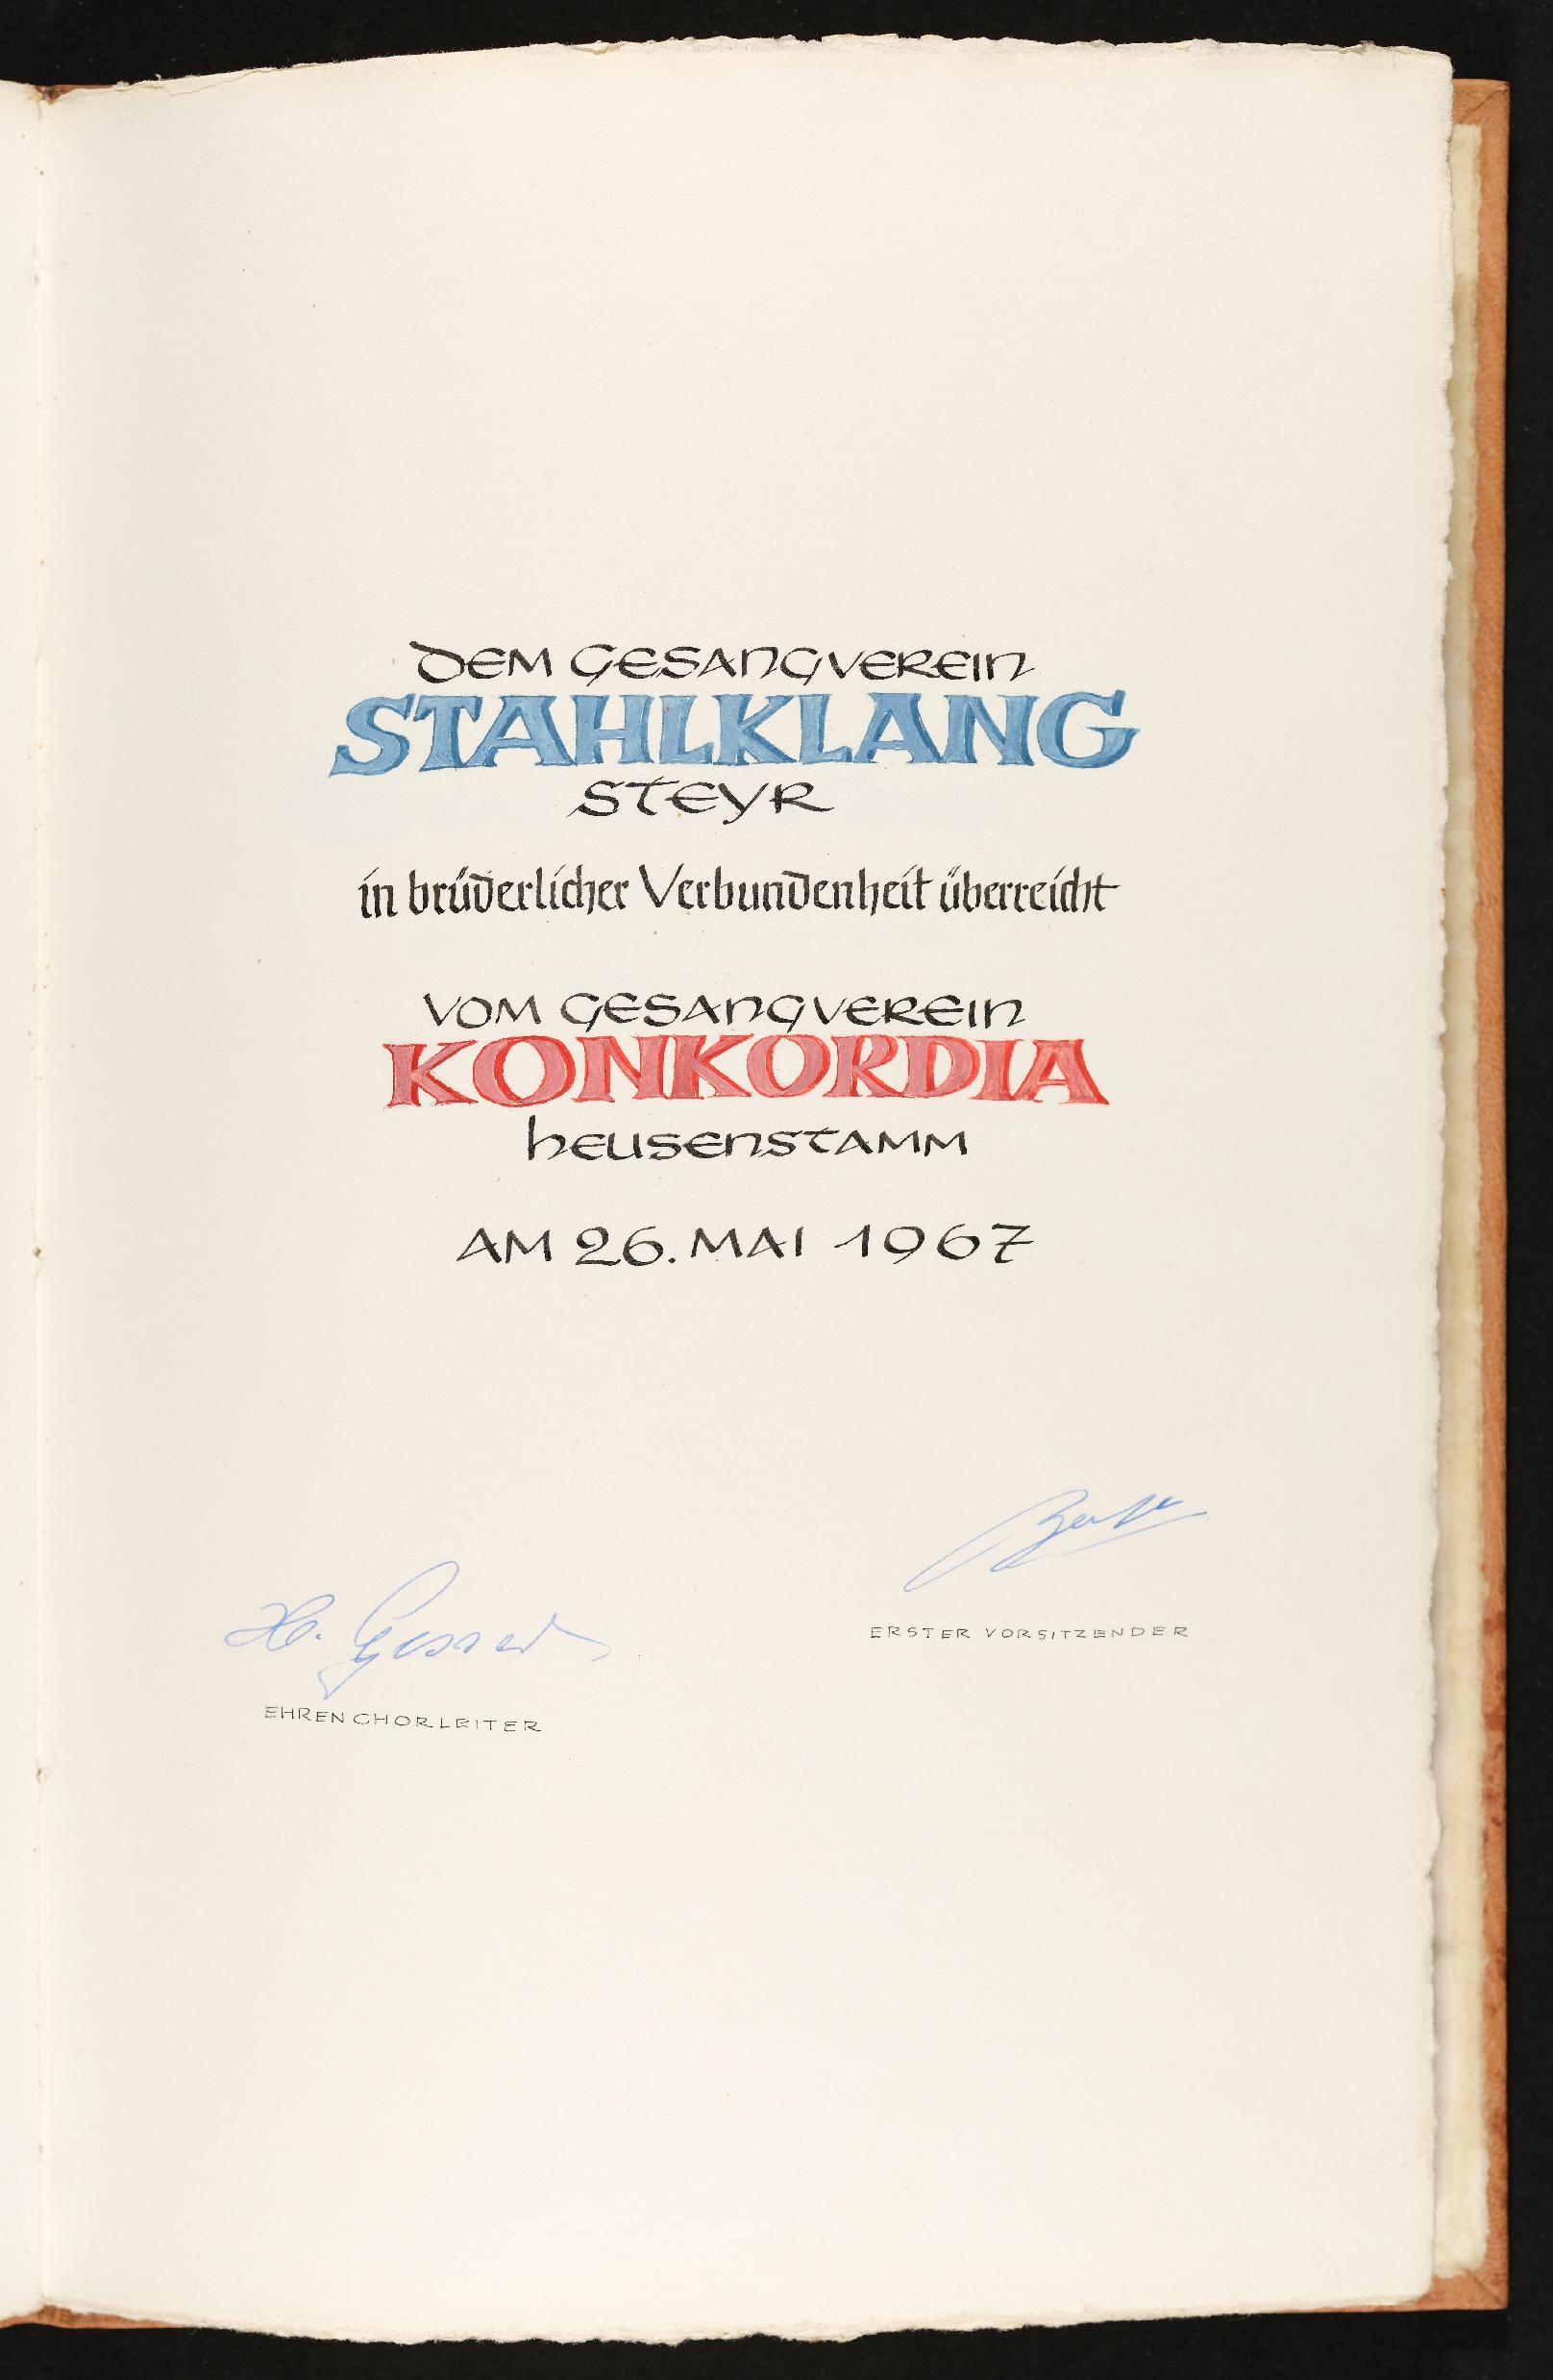 DEM GESANGVEREIN
STAHLKLANG
STEYR
in brüderlicher Verbundenheit überreicht
VOM GESANGVEREIN
KONKORDIA
HEUSENSTAMM
AM 26. MAI 1967
ERSTER VORSITZENDER
H.
EHRENCHORLEITER